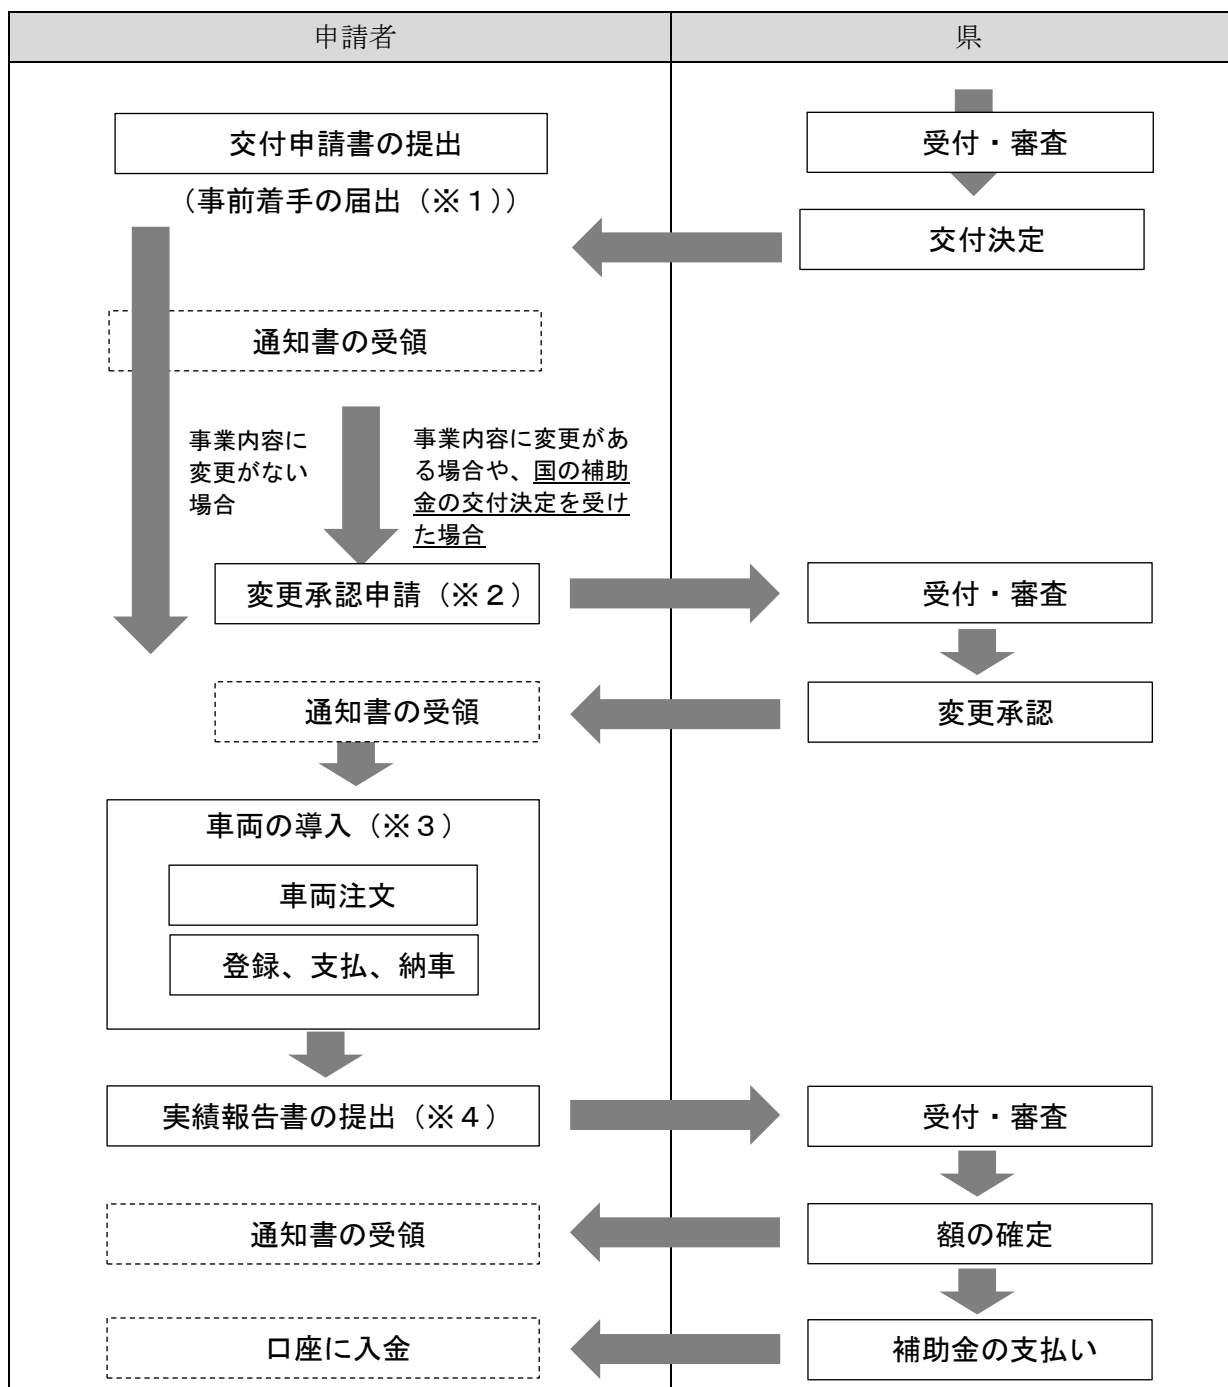 申請者
県
交付申請書の提出
（事前着手の届出（※１））
受付・審査
交付決定
通知書の受領
事業内容に
変更がない
場合
事業内容に変更があ
る場合や、国の補助
金の交付決定を受け
た場合
変更承認申請（※２）
受付・審査
変更承認
通知書の受領
車両の導入（※３）
車両注文
登録、支払、納車
実績報告書の提出（※４）
受付・審査
額の確定
通知書の受領
補助金の支払い
口座に入金